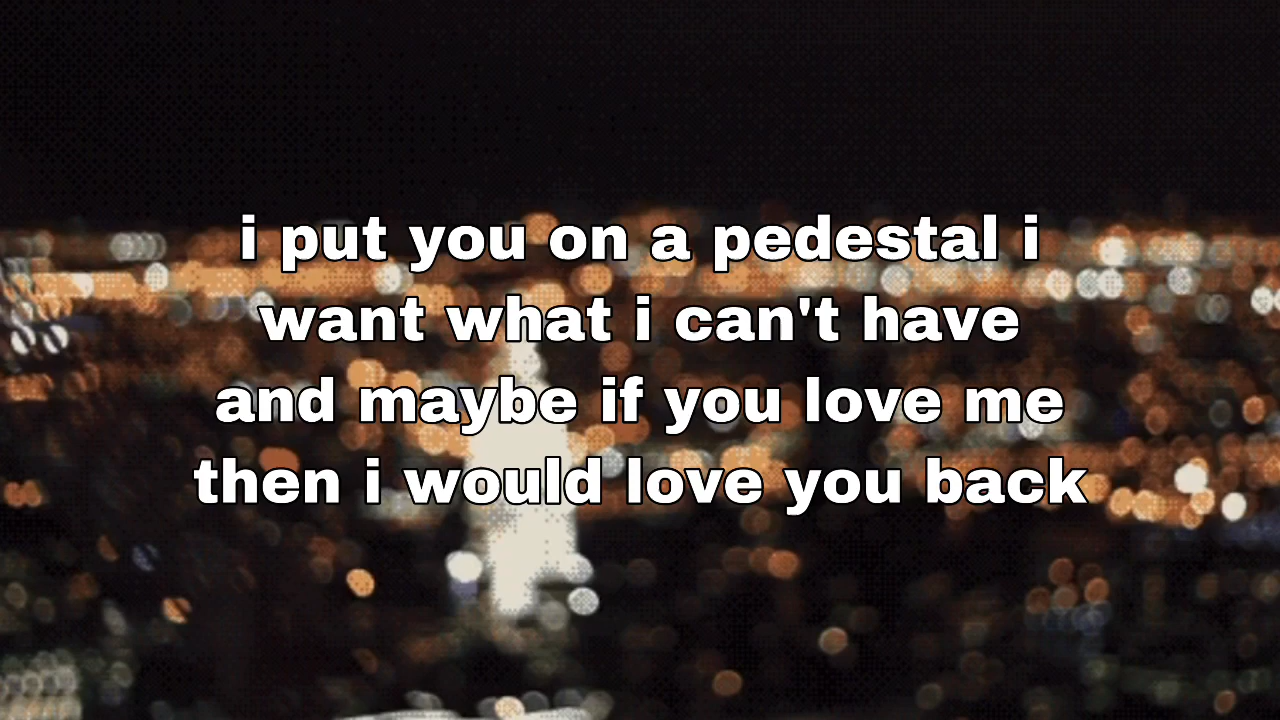 i put you on a pedestal i
want what i can't have
and maybe if you love me
then i would love you back